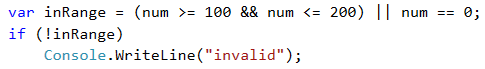 var inRange = (num >= 100 && num <= 200) || num == 0;
if (!inRange)
    Console.WriteLine("invalid");